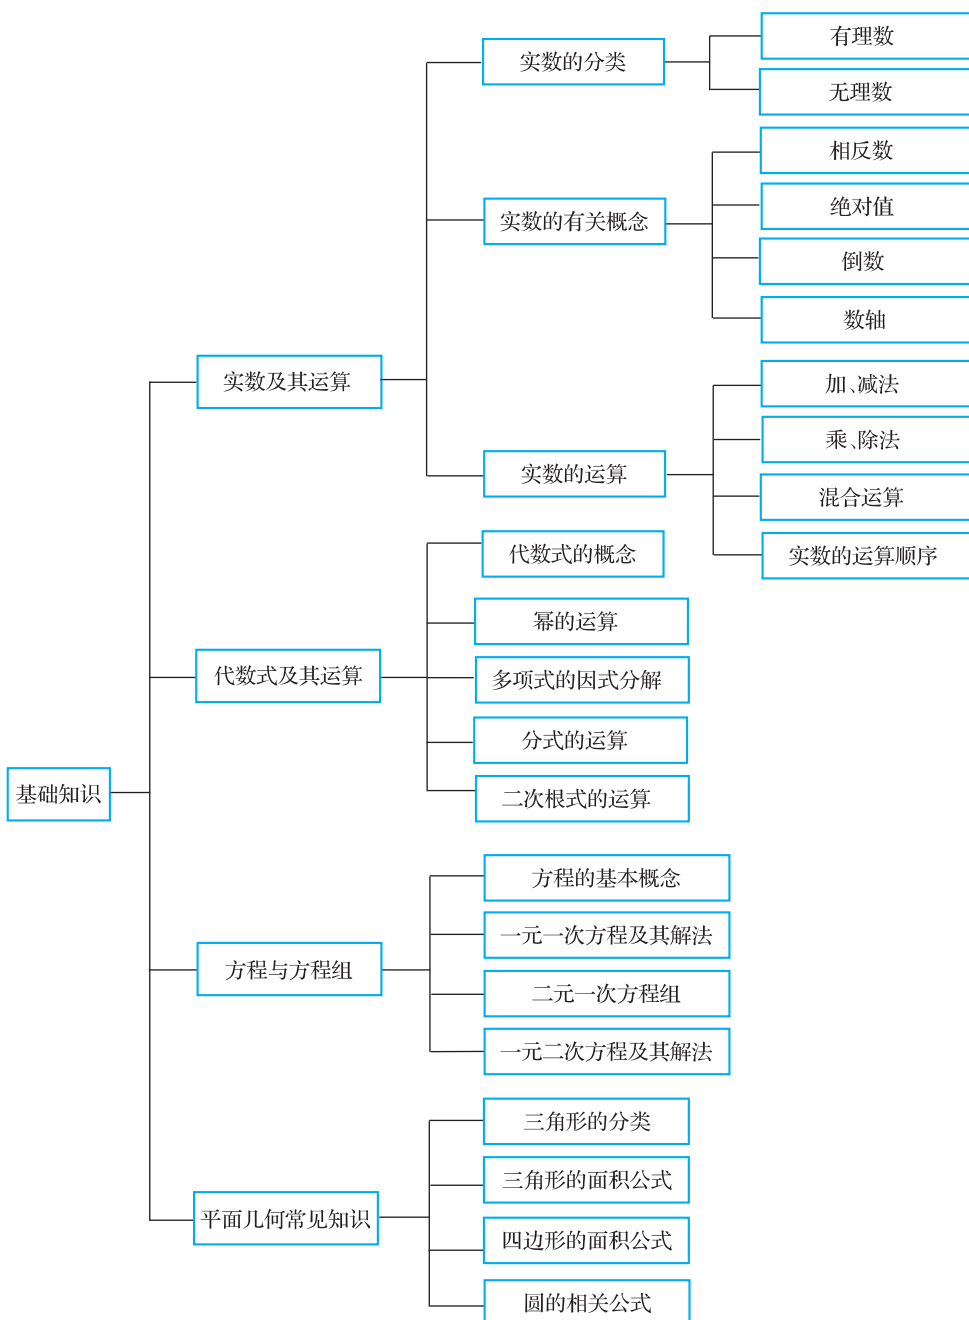 基础知识
实数及其运算
实数的分类
有理数
无理数
实数的有关概念
相反数
绝对值
倒数
数轴
实数的运算
加、减法
乘、除法
混合运算
实数的运算顺序
代数式及其运算
代数式的概念
幂的运算
多项式的因式分解
分式的运算
二次根式的运算
方程与方程组
方程的基本概念
一元一次方程及其解法
二元一次方程组
一元二次方程及其解法
平面几何常见知识
三角形的分类
三角形的面积公式
四边形的面积公式
圆的相关公式